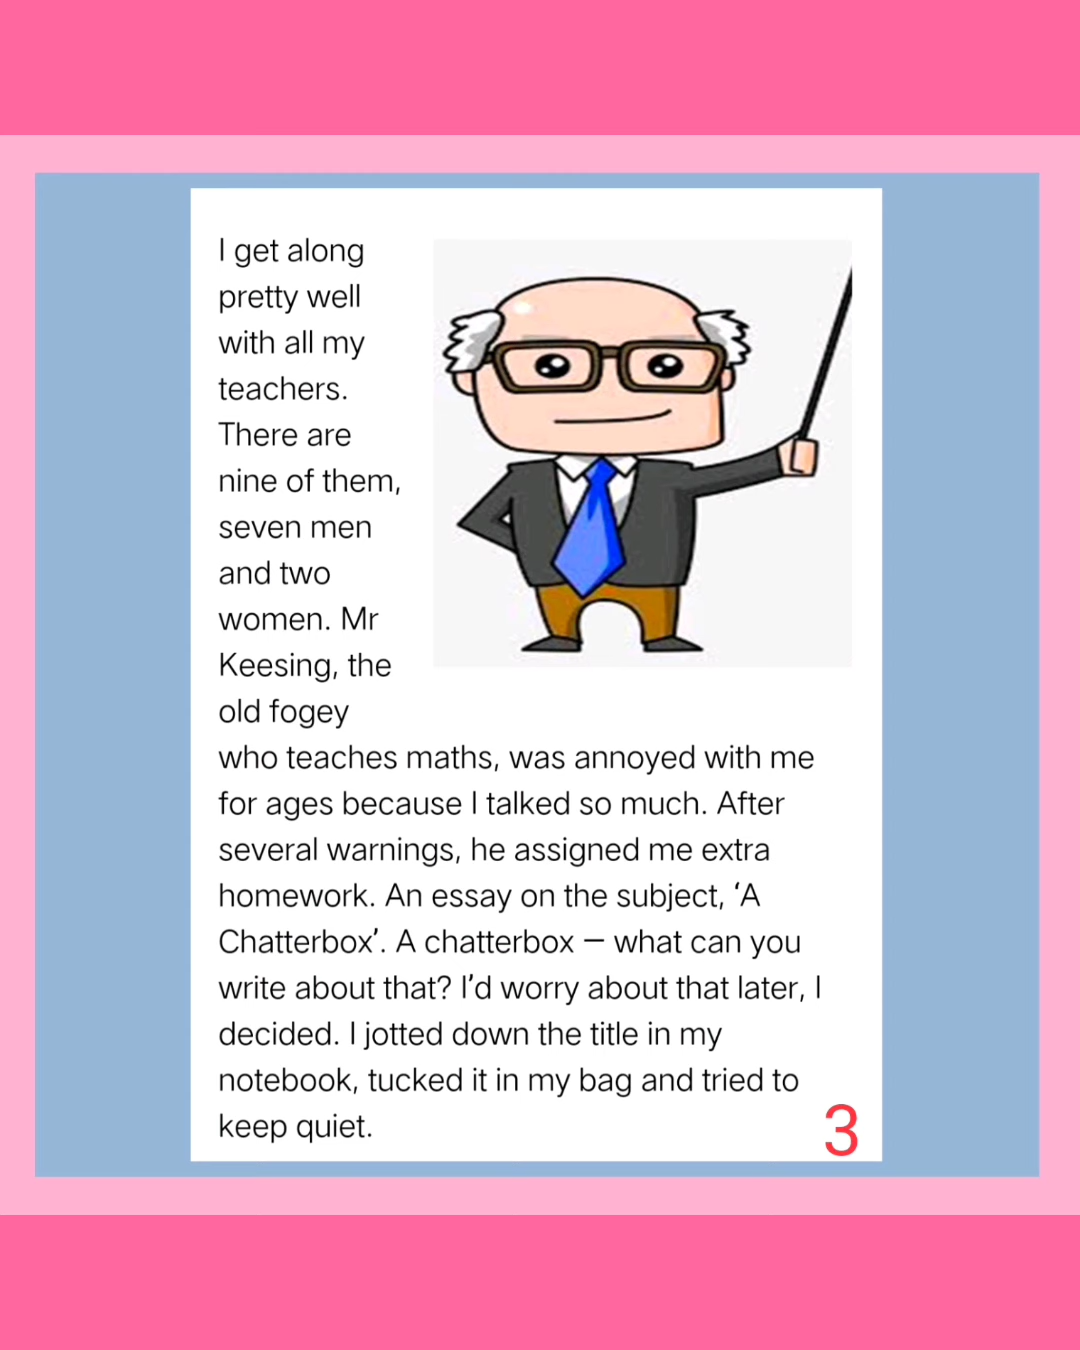 I get along
pretty well
with all my
teachers.
There are
nine of them,
seven men
and two
women. Mr
Keesing, the
old fogey
who teaches maths, was annoyed with me
for ages because I talked so much. After
several warnings, he assigned me extra
homework. An essay on the subject, ‘A
Chatterbox’. A chatterbox — what can you
write about that? I’d worry about that later, I
decided. I jotted down the title in my
notebook, tucked it in my bag and tried to
keep quiet.
3